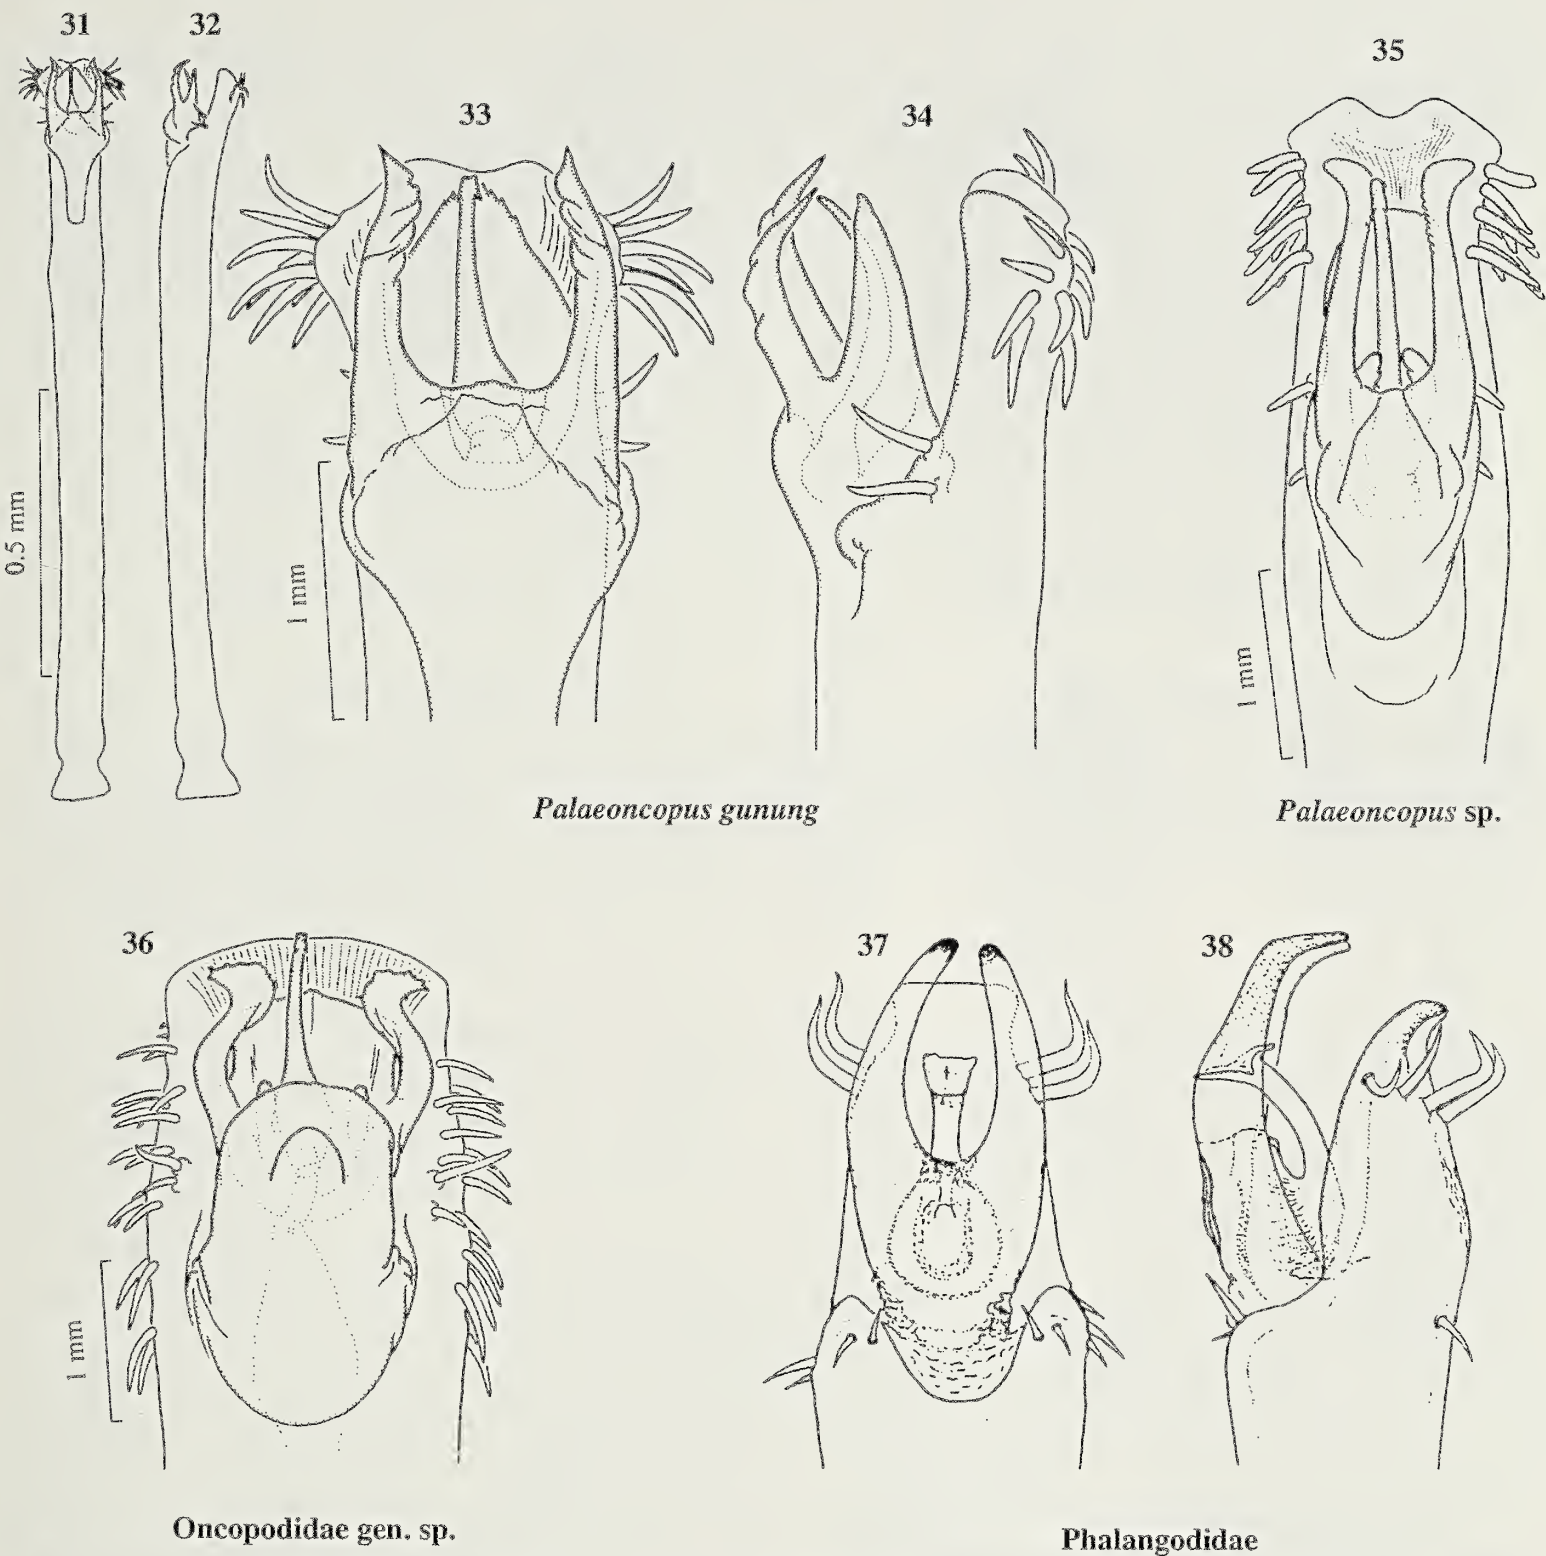 31
32
33
34
35
0.5 mm
1 mm
1 mm
Palaeoncopus gunung
Palaeoncopus sp.
36
37
38
1 mm
Oncopodidae gen. sp.
Phalangodidae